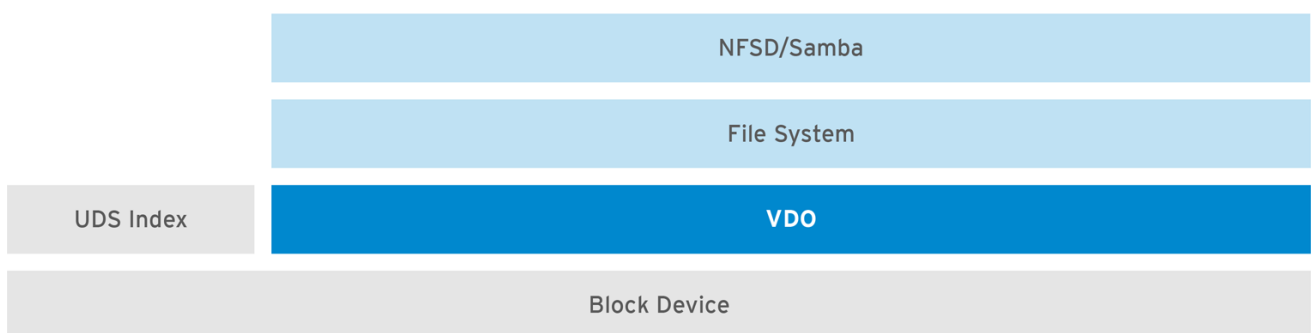 NFSD/Samba
File System
UDS Index
VDO
Block Device